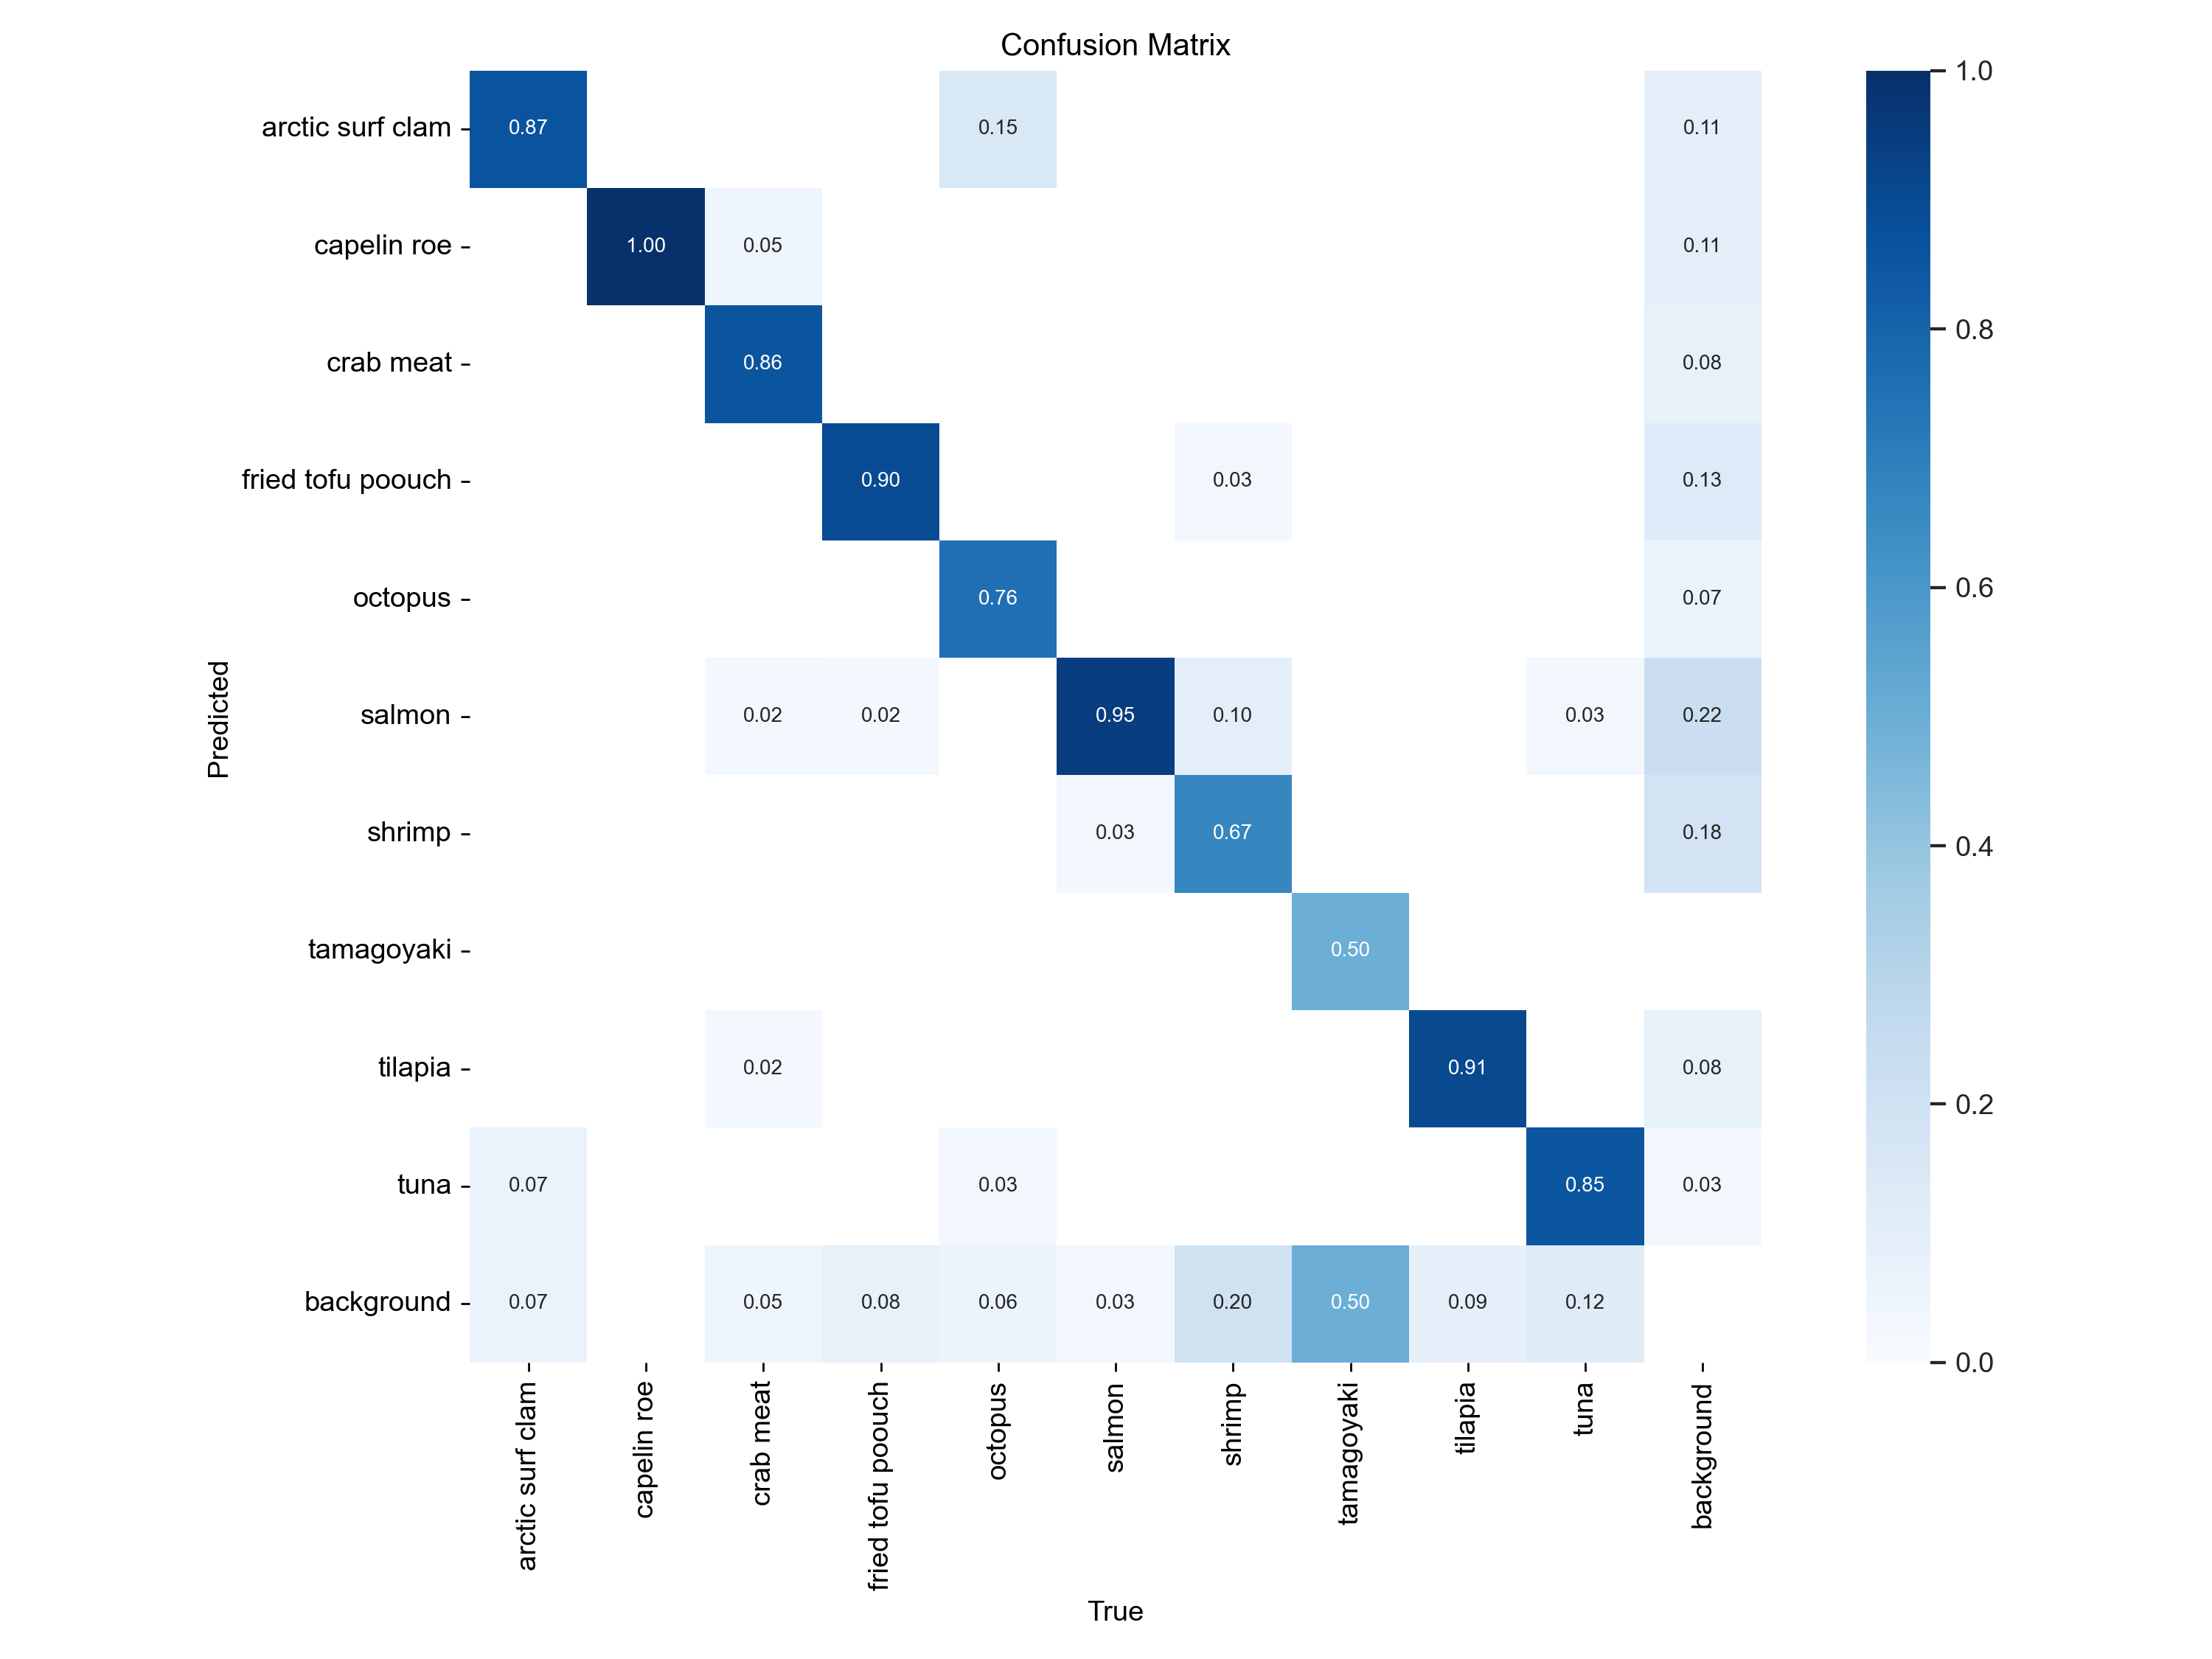 Confusion Matrix
arctic surf clam 0.87 0.15 0.11
capelin roe 1.00 0.05 0.11
crab meat 0.86 0.08
fried tofu poouch 0.90 0.03 0.13
octopus 0.76 0.07
salmon 0.02 0.02 0.95 0.10 0.03 0.22
shrimp 0.03 0.67 0.18
tamagoyaki 0.50
tilapia 0.02 0.91 0.08
tuna 0.07 0.03 0.85 0.03
background 0.07 0.05 0.08 0.06 0.03 0.20 0.50 0.09 0.12
Predicted
arctic surf clam
capelin roe
crab meat
fried tofu poouch
octopus
salmon
shrimp
tamagoyaki
tilapia
tuna
background
True
1.0
0.8
0.6
0.4
0.2
0.0